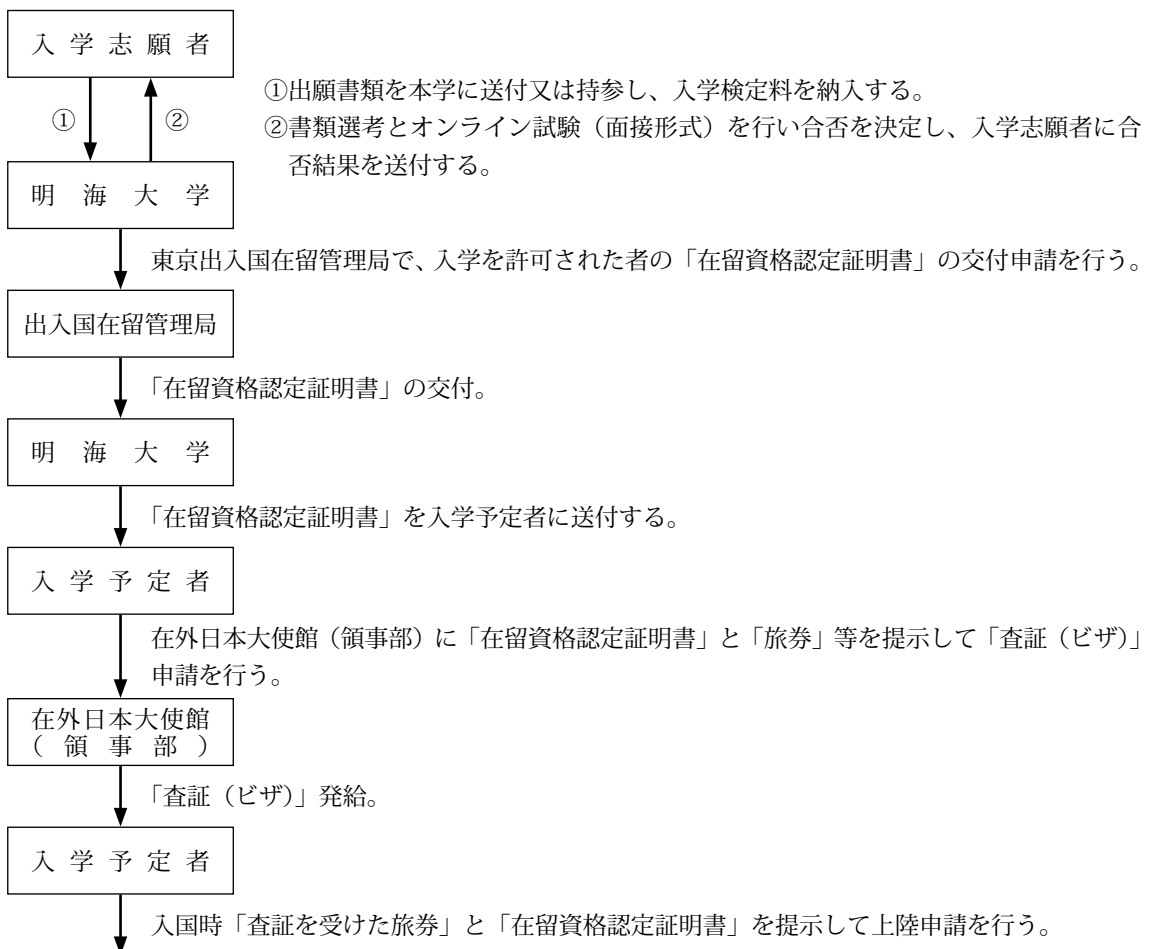 入学志願者
①出願書類を本学に送付又は持参し、入学検定料を納入する。
① ②
②書類選考とオンライン試験（面接形式）を行い合否を決定し、入学志願者に合
否結果を送付する。
明海大学
東京出入国在留管理局で、入学を許可された者の「在留資格認定証明書」の交付申請を行う。
出入国在留管理局
「在留資格認定証明書」の交付。
明海大学
「在留資格認定証明書」を入学予定者に送付する。
入学予定者
在外日本大使館（領事部）に「在留資格認定証明書」と「旅券」等を提示して「査証（ビザ）」
申請を行う。
在外日本大使館
（領事部）
「査証（ビザ）」発給。
入学予定者
入国時「査証を受けた旅券」と「在留資格認定証明書」を提示して上陸申請を行う。